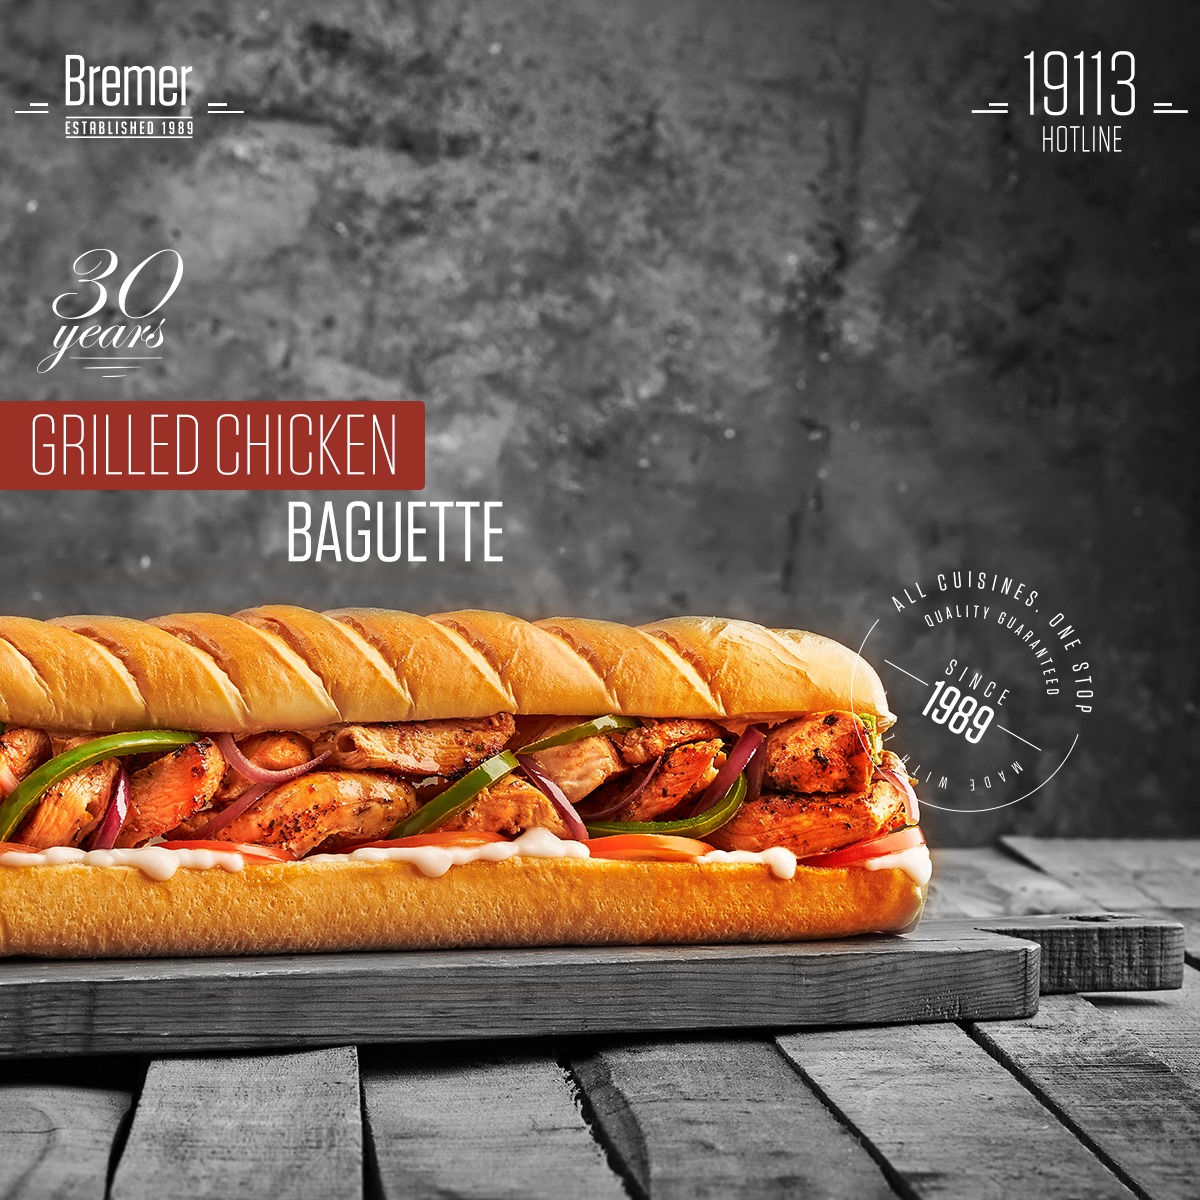 Bremer
ESTABLISHED 1989
19113
HOTLINE
30
years
GRILLED CHICKEN
BAGUETTE
ALL CUISINES. ONE STOP
QUALITY GUARANTEED
SINCE
1989
MADE WITH